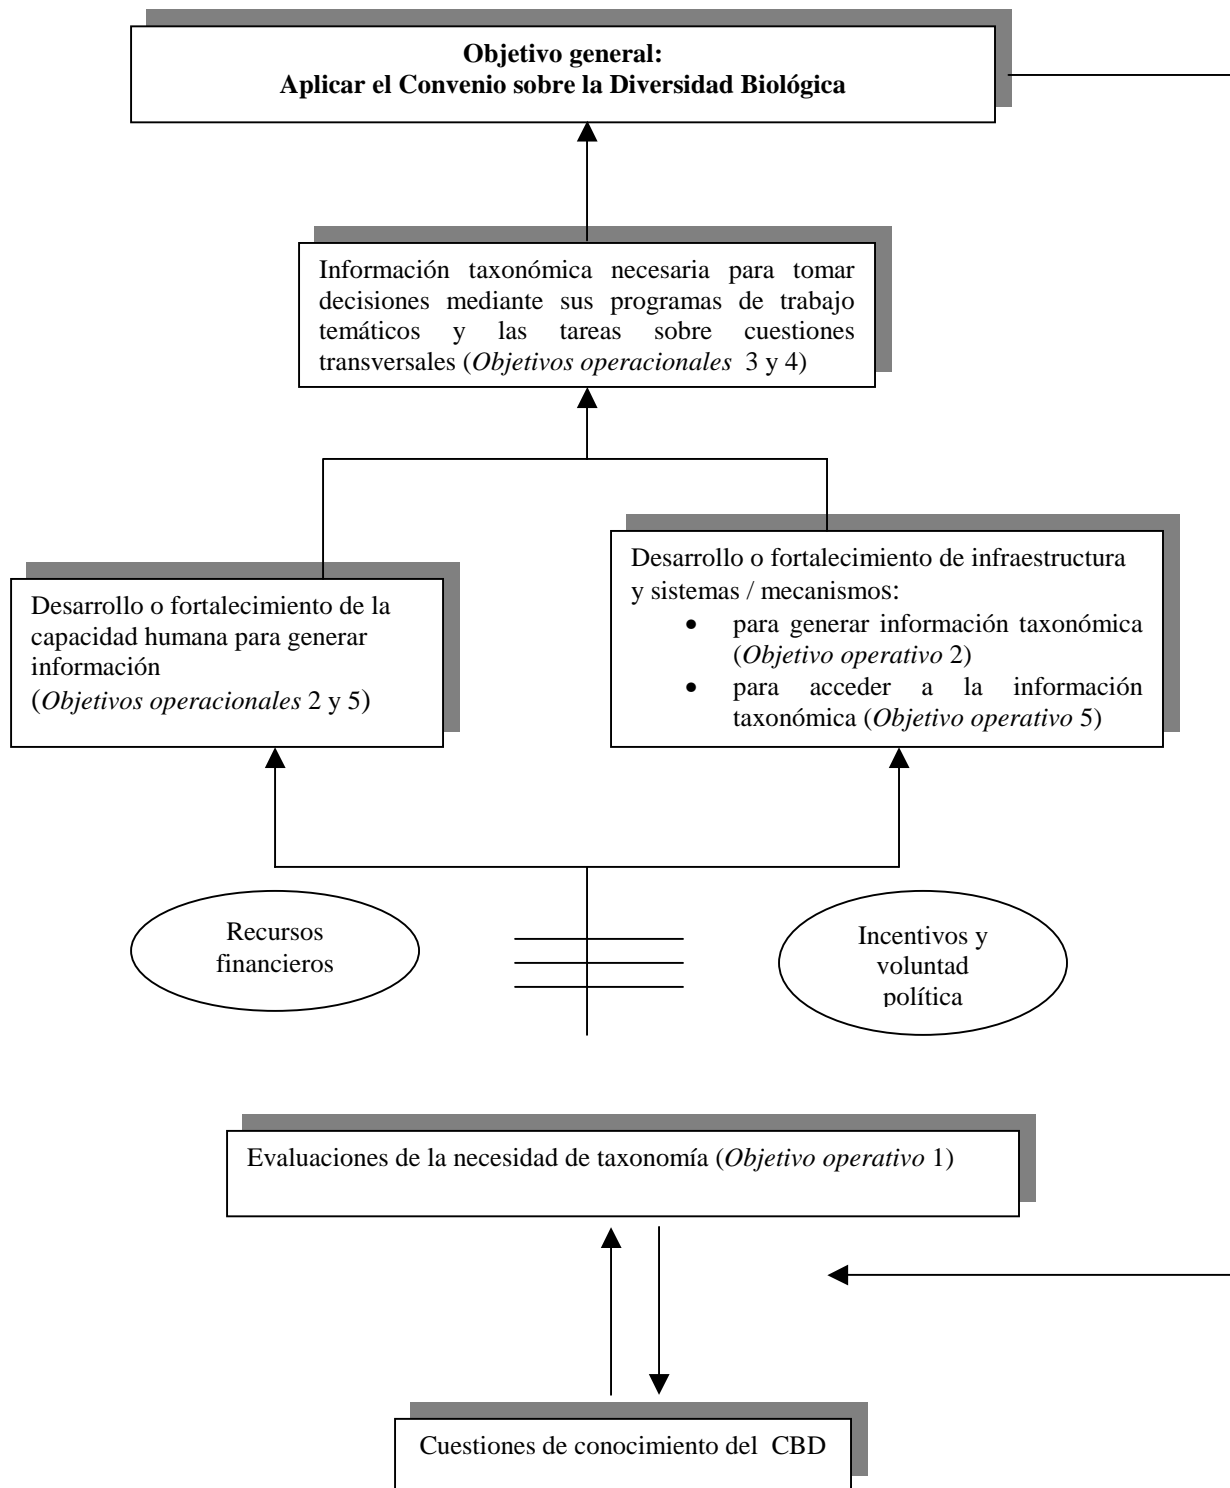 Objetivo general:
Aplicar el Convenio sobre la Diversidad Biológica
Información taxonómica necesaria para tomar
decisiones mediante sus programas de trabajo
temáticos y las tareas sobre cuestiones
transversales (Objetivos operacionales 3 y 4)
Desarrollo o fortalecimiento de la
capacidad humana para generar
información
(Objetivos operacionales 2 y 5)
Desarrollo o fortalecimiento de infraestructura
y sistemas / mecanismos:
• para generar información taxonómica
(Objetivo operativo 2)
• para acceder a la información
taxonómica (Objetivo operativo 5)
Recursos
financieros
Incentivos y
voluntad
política
Evaluaciones de la necesidad de taxonomía (Objetivo operativo 1)
Cuestiones de conocimiento del CBD